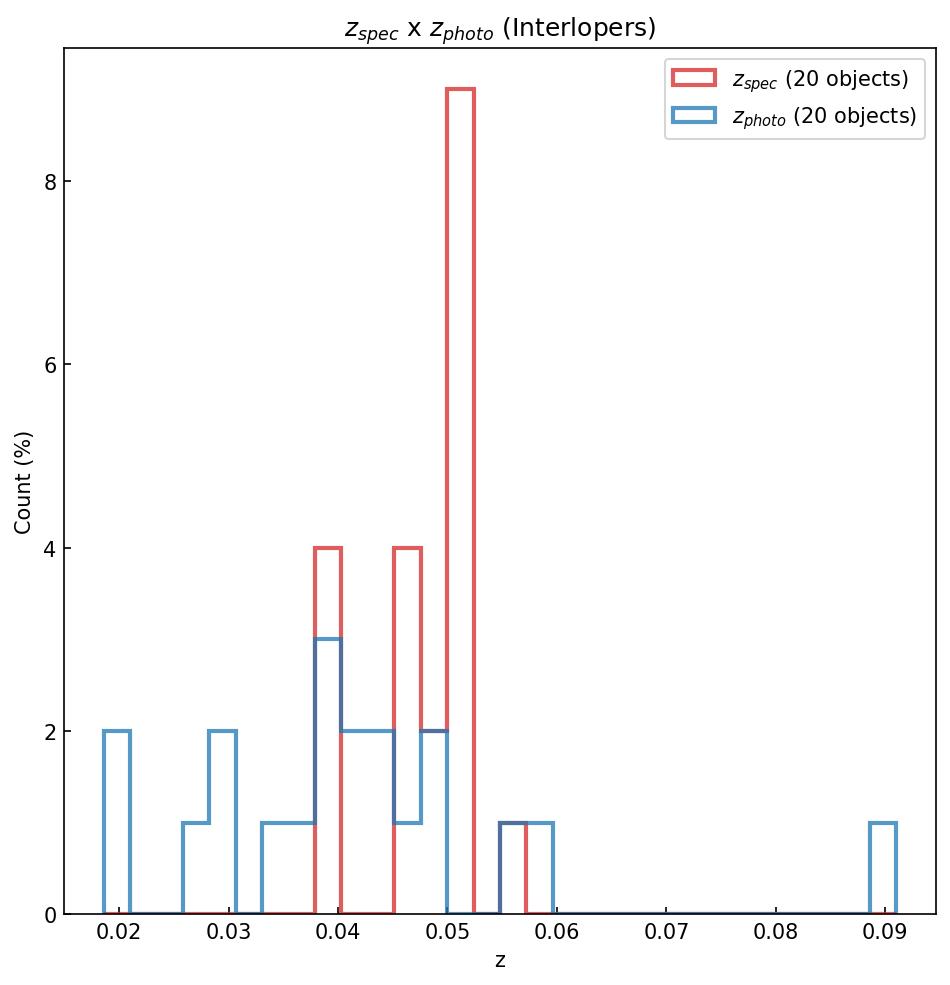 z_spec x z_photo (Interlopers)
z_spec (20 objects)
z_photo (20 objects)
Count (%)
8
6
4
2
0
0.02 0.03 0.04 0.05 0.06 0.07 0.08 0.09
z